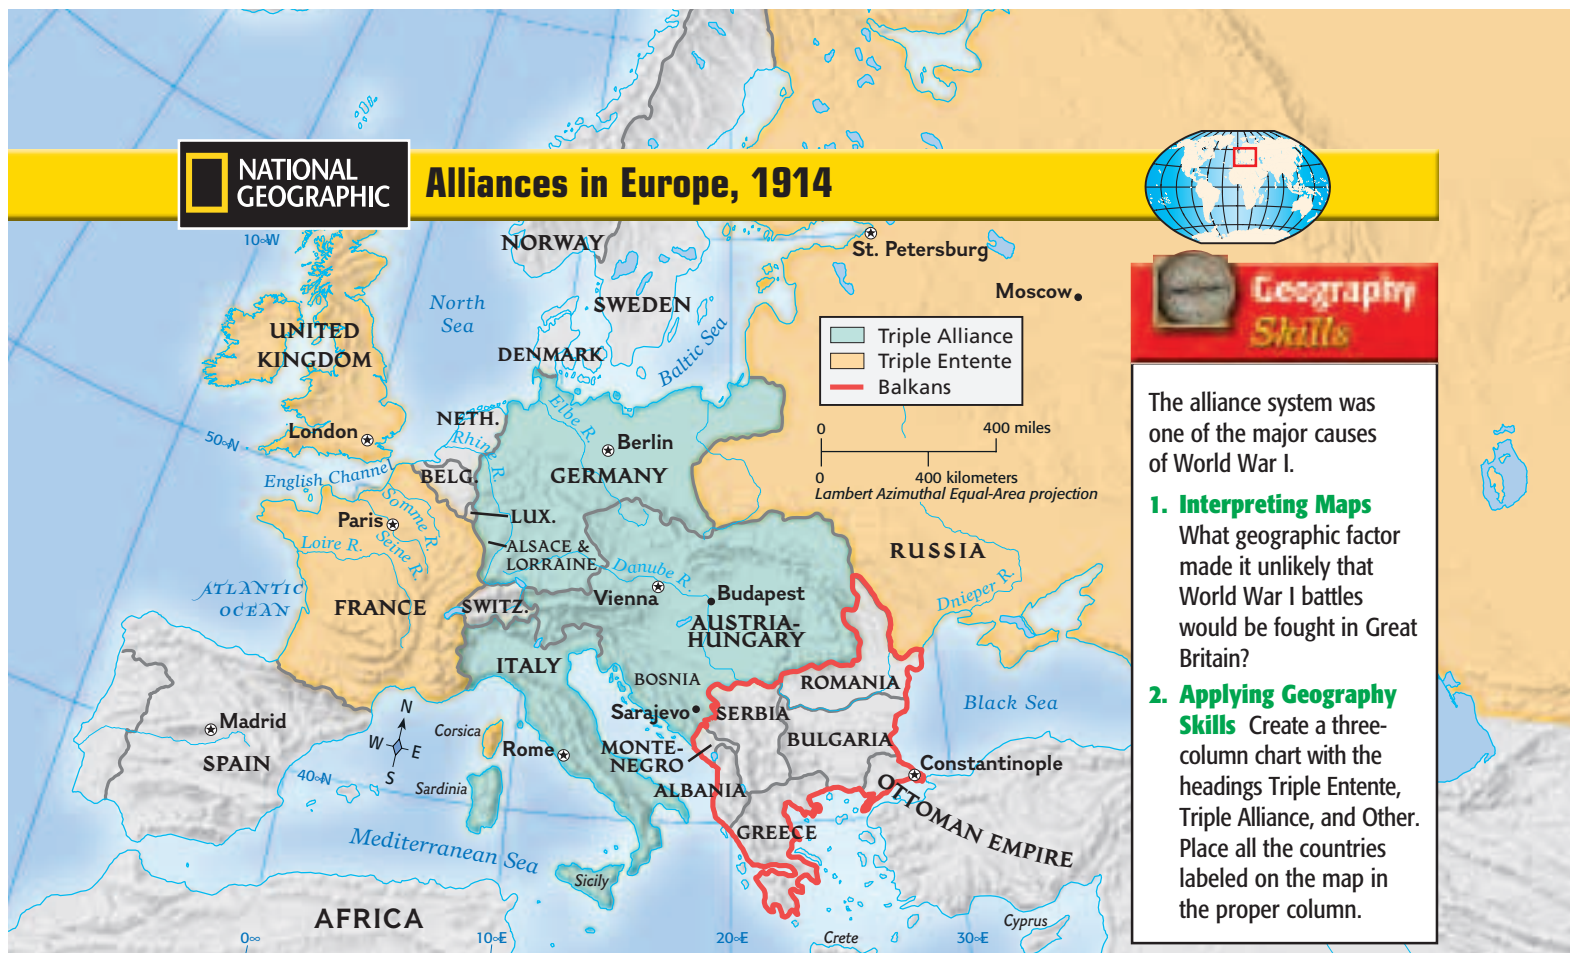 NATIONAL
GEOGRAPHIC
Alliances in Europe, 1914
10°W
NORWAY
St. Petersburg
Moscow
North
Sea
SWEDEN
UNITED
KINGDOM
DENMARK
Baltic Sea
Triple Alliance
Triple Entente
Balkans
0 400 miles
0 400 kilometers
Lambert Azimuthal Equal-Area projection
NETH.
Elbe R.
London
Berlin
50°N
Rhine R.
English Channel
BELG.
GERMANY
Somme R.
Paris
LUX.
Loire R.
Seine R.
ALSACE &
LORRAINE
RUSSIA
Danube R.
ATLANTIC
OCEAN
Vienna
Budapest
Dnieper R.
FRANCE
SWITZ.
AUSTRIA-
HUNGARY
ITALY
BOSNIA
ROMANIA
Black Sea
Sarajevo
SERBIA
Madrid
N
W E
S
Corsica
Rome
MONTE-
NEGRO
BULGARIA
SPAIN
Constantinople
40°N
Sardinia
ALBANIA
OTTOMAN EMPIRE
GREECE
Mediterranean Sea
Sicily
AFRICA
Cyprus
Crete
0°
10°E
20°E
30°E
Geography
Skills
The alliance system was
one of the major causes
of World War I.
1. Interpreting Maps
What geographic factor
made it unlikely that
World War I battles
would be fought in Great
Britain?
2. Applying Geography
Skills Create a three-
column chart with the
headings Triple Entente,
Triple Alliance, and Other.
Place all the countries
labeled on the map in
the proper column.